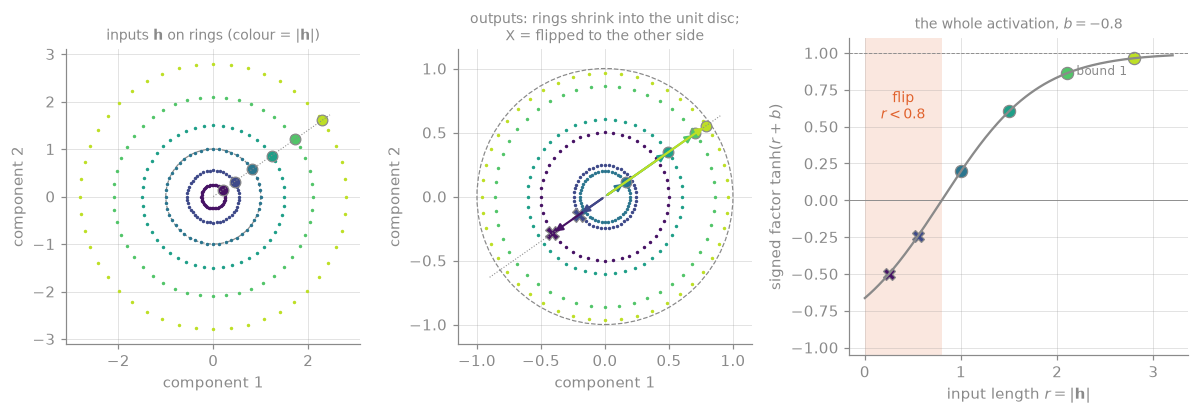 inputs h on rings (colour = |h|)
3
2
1
0
−1
−2
−3
−2
0
2
component 2
component 1
outputs: rings shrink into the unit disc;
X = flipped to the other side
1.0
0.5
0.0
−0.5
−1.0
−1.0
−0.5
0.0
0.5
1.0
component 2
component 1
the whole activation, b = −0.8
1.00
0.75
0.50
0.25
0.00
−0.25
−0.50
−0.75
−1.00
0
1
2
3
signed factor tanh(r + b)
input length r = |h|
flip
r < 0.8
bound 1